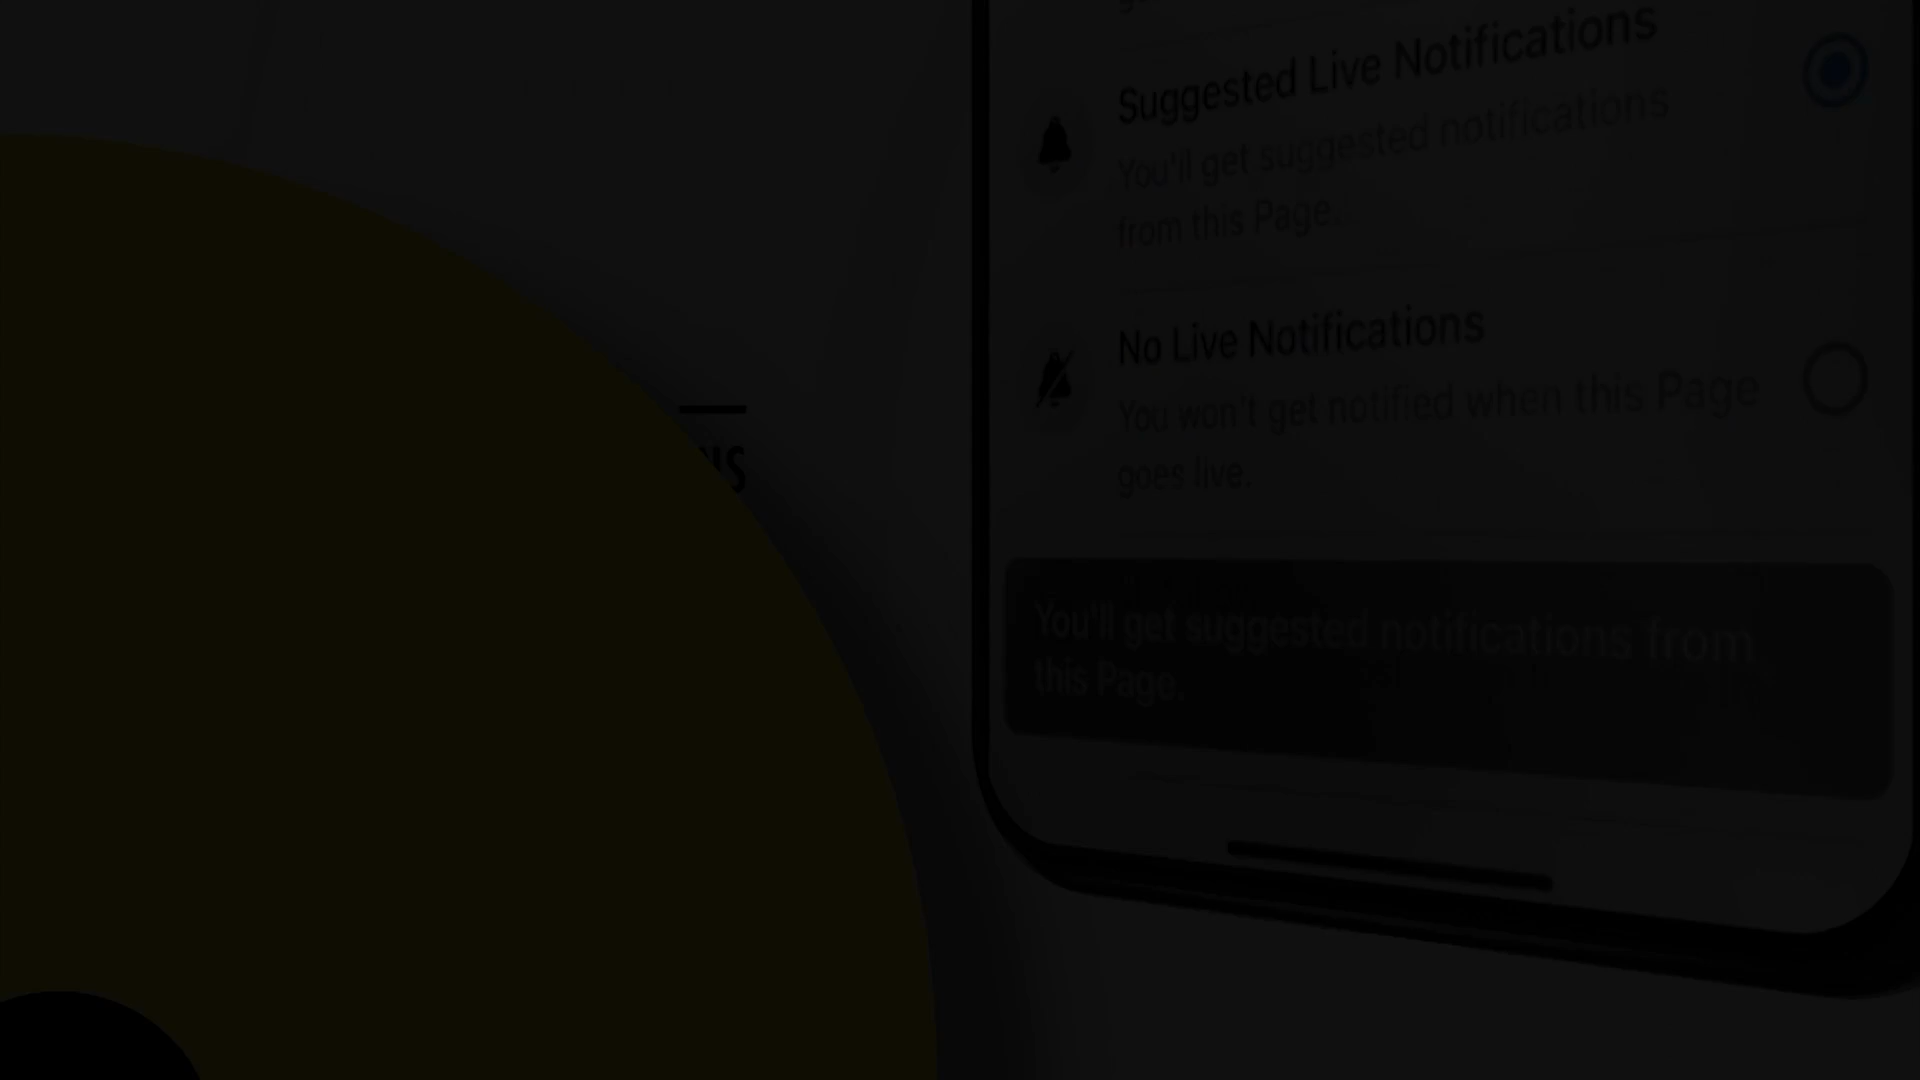 Suggested Live Notifications
You'll get suggested notifications
from this Page.
No Live Notifications
You won't get notified when this Page
goes live.
You'll get suggested notifications from
this Page.